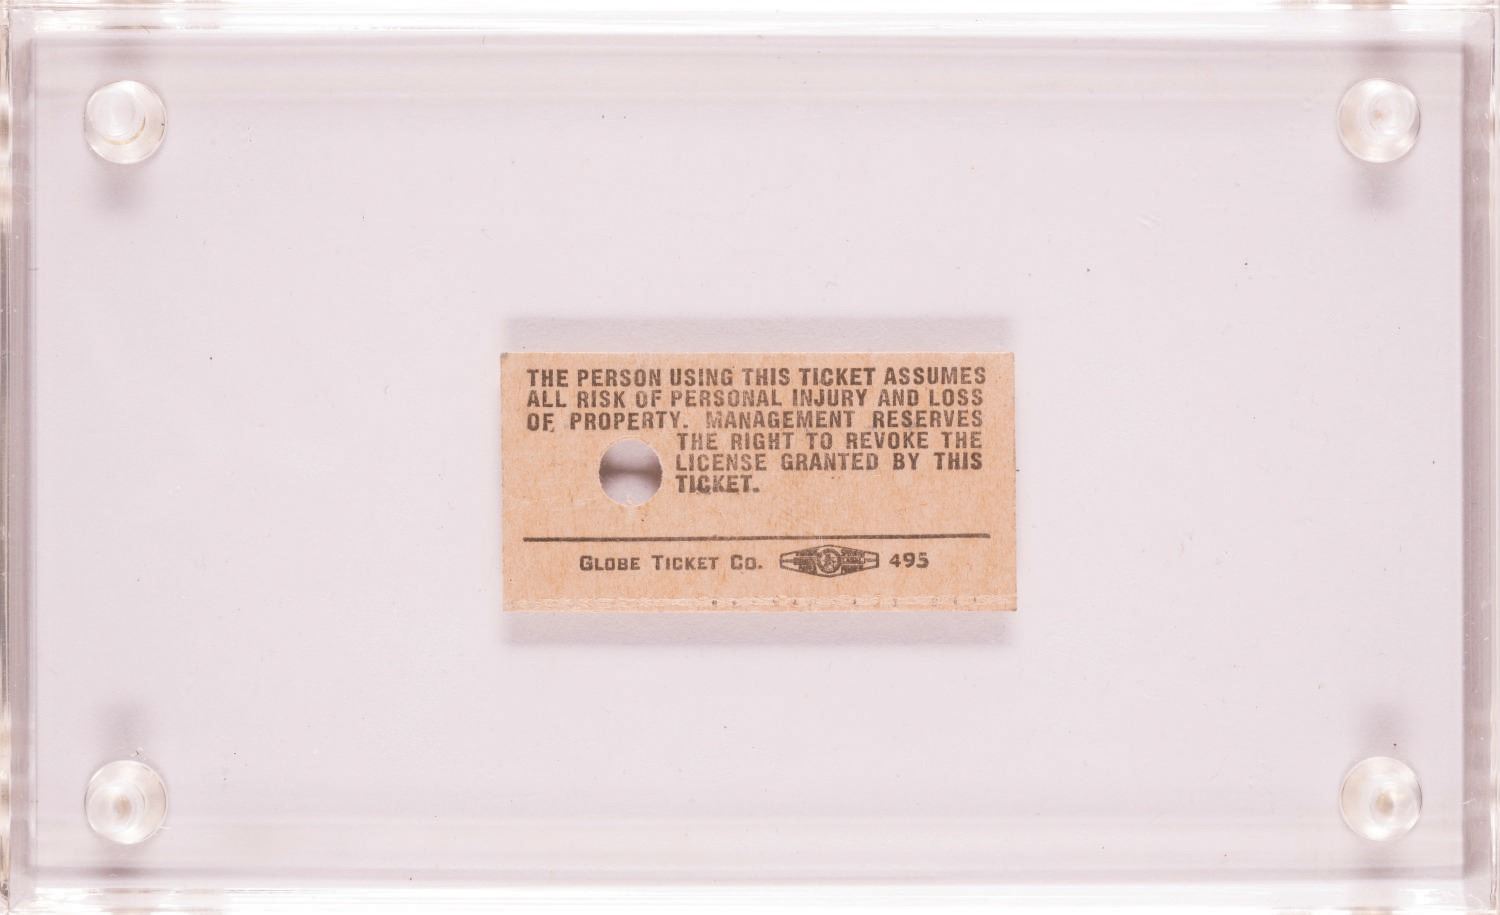 THE PERSON USING THIS TICKET ASSUMES
ALL RISK OF PERSONAL INJURY AND LOSS
OF PROPERTY. MANAGEMENT RESERVES
THE RIGHT TO REVOKE THE
LICENSE GRANTED BY THIS
TICKET.
GLOBE TICKET CO. 495